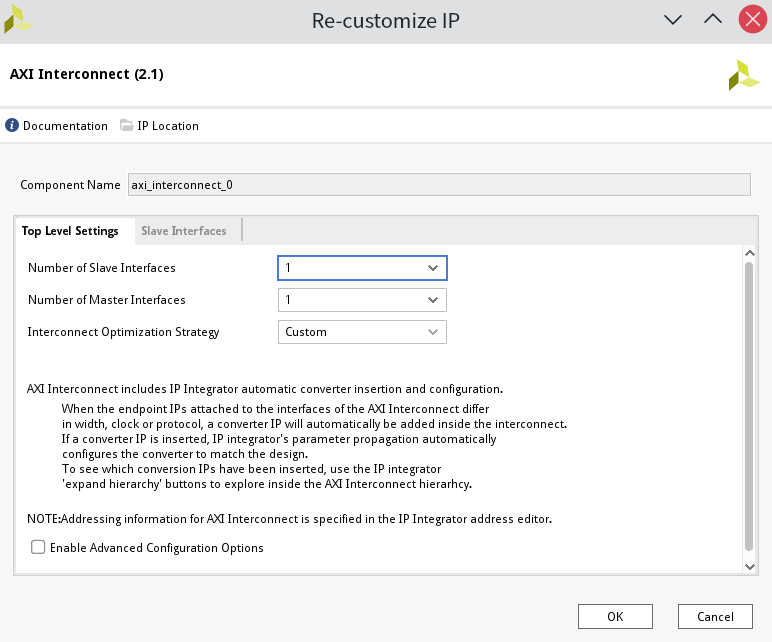 Re-customize IP
AXI Interconnect (2.1)
Documentation IP Location
Component Name axi_interconnect_0
Top Level Settings Slave Interfaces
Number of Slave Interfaces 1
Number of Master Interfaces 1
Interconnect Optimization Strategy Custom
AXI Interconnect includes IP Integrator automatic converter insertion and configuration.
When the endpoint IPs attached to the interfaces of the AXI Interconnect differ
in width, clock or protocol, a converter IP will automatically be added inside the interconnect.
If a converter IP is inserted, IP integrator's parameter propagation automatically
configures the converter to match the design.
To see which conversion IPs have been inserted, use the IP integrator
'expand hierarchy' buttons to explore inside the AXI Interconnect hierarhcy.
NOTE:Addressing information for AXI Interconnect is specified in the IP Integrator address editor.
Enable Advanced Configuration Options
OK Cancel